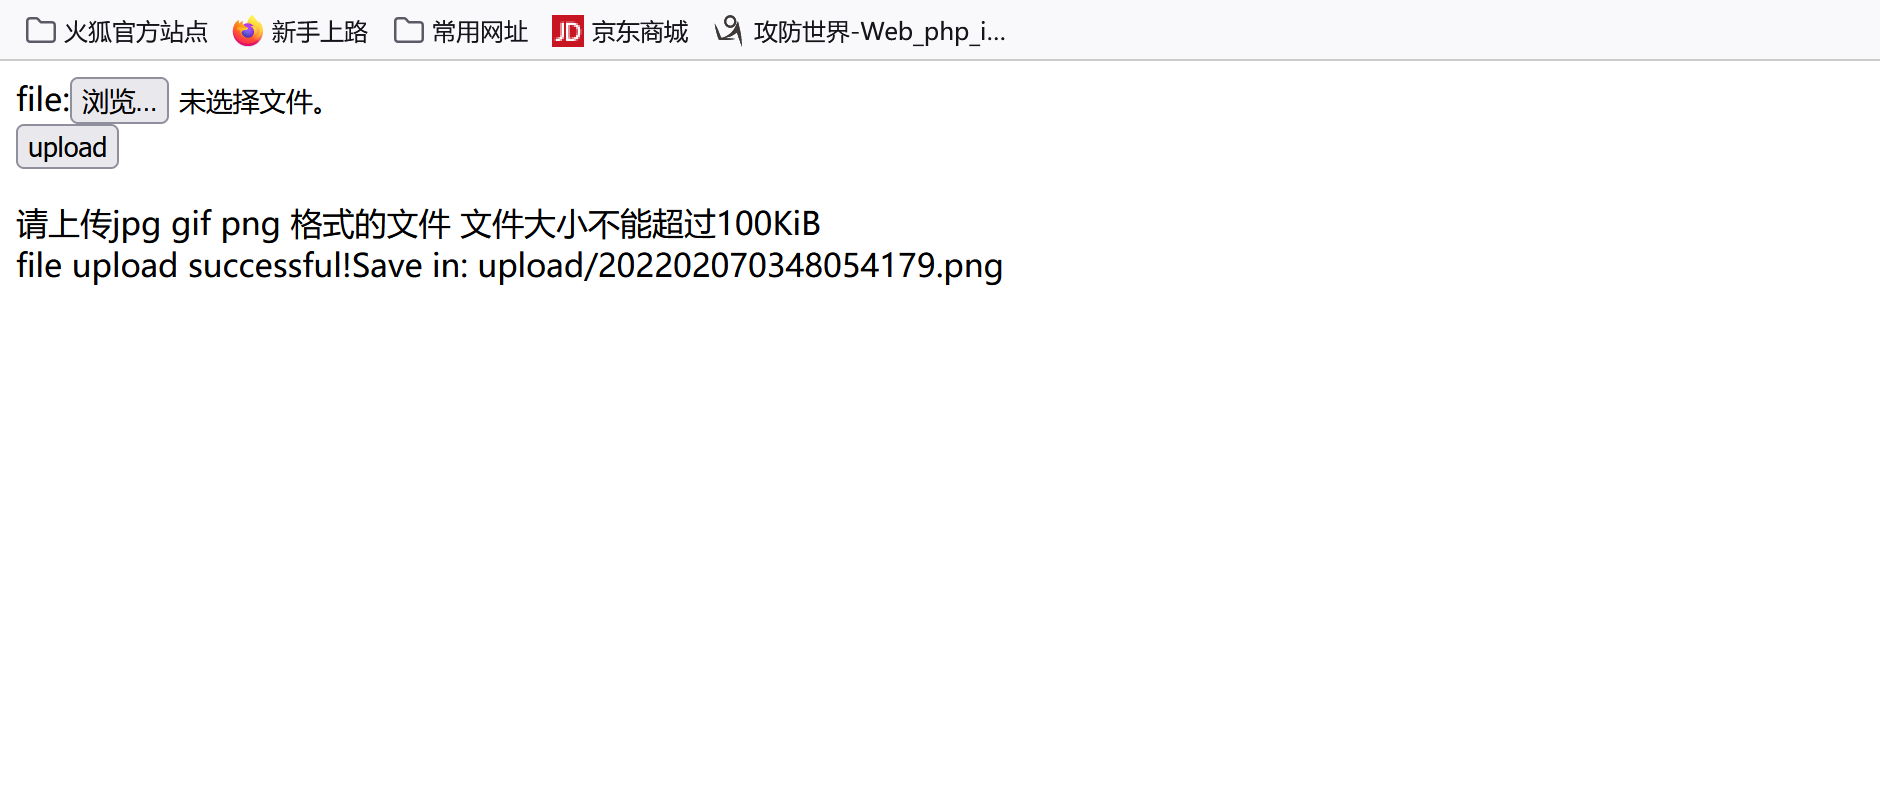 火狐官方站点 新手上路 常用网址 JD 京东商城 攻防世界-Web_php_i...
file:浏览... 未选择文件。
upload
请上传jpg gif png 格式的文件 文件大小不能超过100KiB
file upload successful!Save in: upload/202202070348054179.png